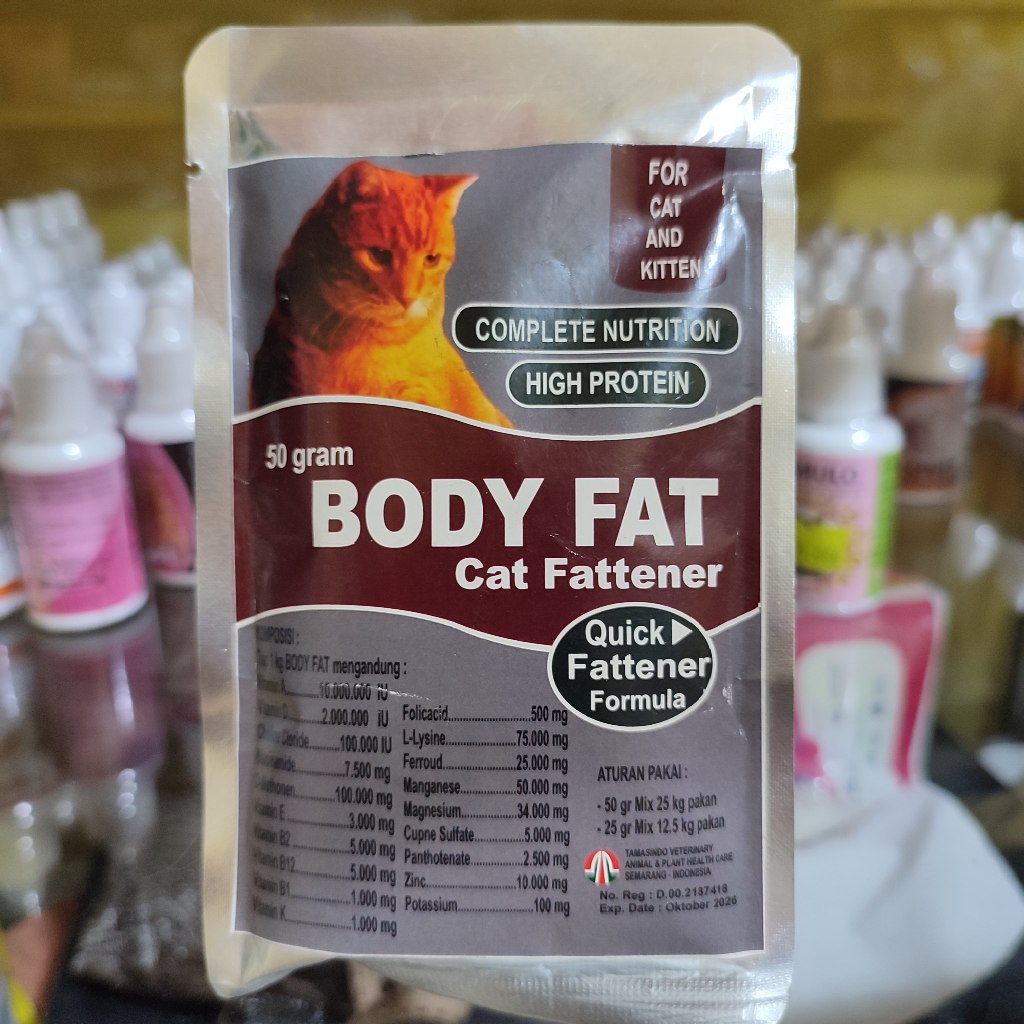 FOR
CAT
AND
KITTEN
COMPLETE NUTRITION
HIGH PROTEIN
50 gram
BODY FAT
Cat Fattener
Quick
Fattener
Formula
1 kg BODY FAT mengandung :
A..........10.000.000 IU
D..........2.000.000 IU
..........100.000 IU
..........7.500 mg
..........100.000 mg
E..........3.000 mg
B2..........5.000 mg
B12..........5.000 mg
B1..........1.000 mg
K..........1.000 mg
Folicacid..........500 mg
L-Lysine..........75.000 mg
Ferroud..........25.000 mg
Manganese..........50.000 mg
Magnesium..........34.000 mg
Cupne Sulfate..........5.000 mg
Panthotenate..........2.500 mg
Zinc..........10.000 mg
Potassium..........100 mg
ATURAN PAKAI :
- 50 gr Mix 25 kg pakan
- 25 gr Mix 12.5 kg pakan
TAMASINDO VETERINARY
ANIMAL & PLANT HEALTH CARE
SEMARANG - INDONESIA
No. Reg : D.00.2187418
Exp. Date : Oktober 2026